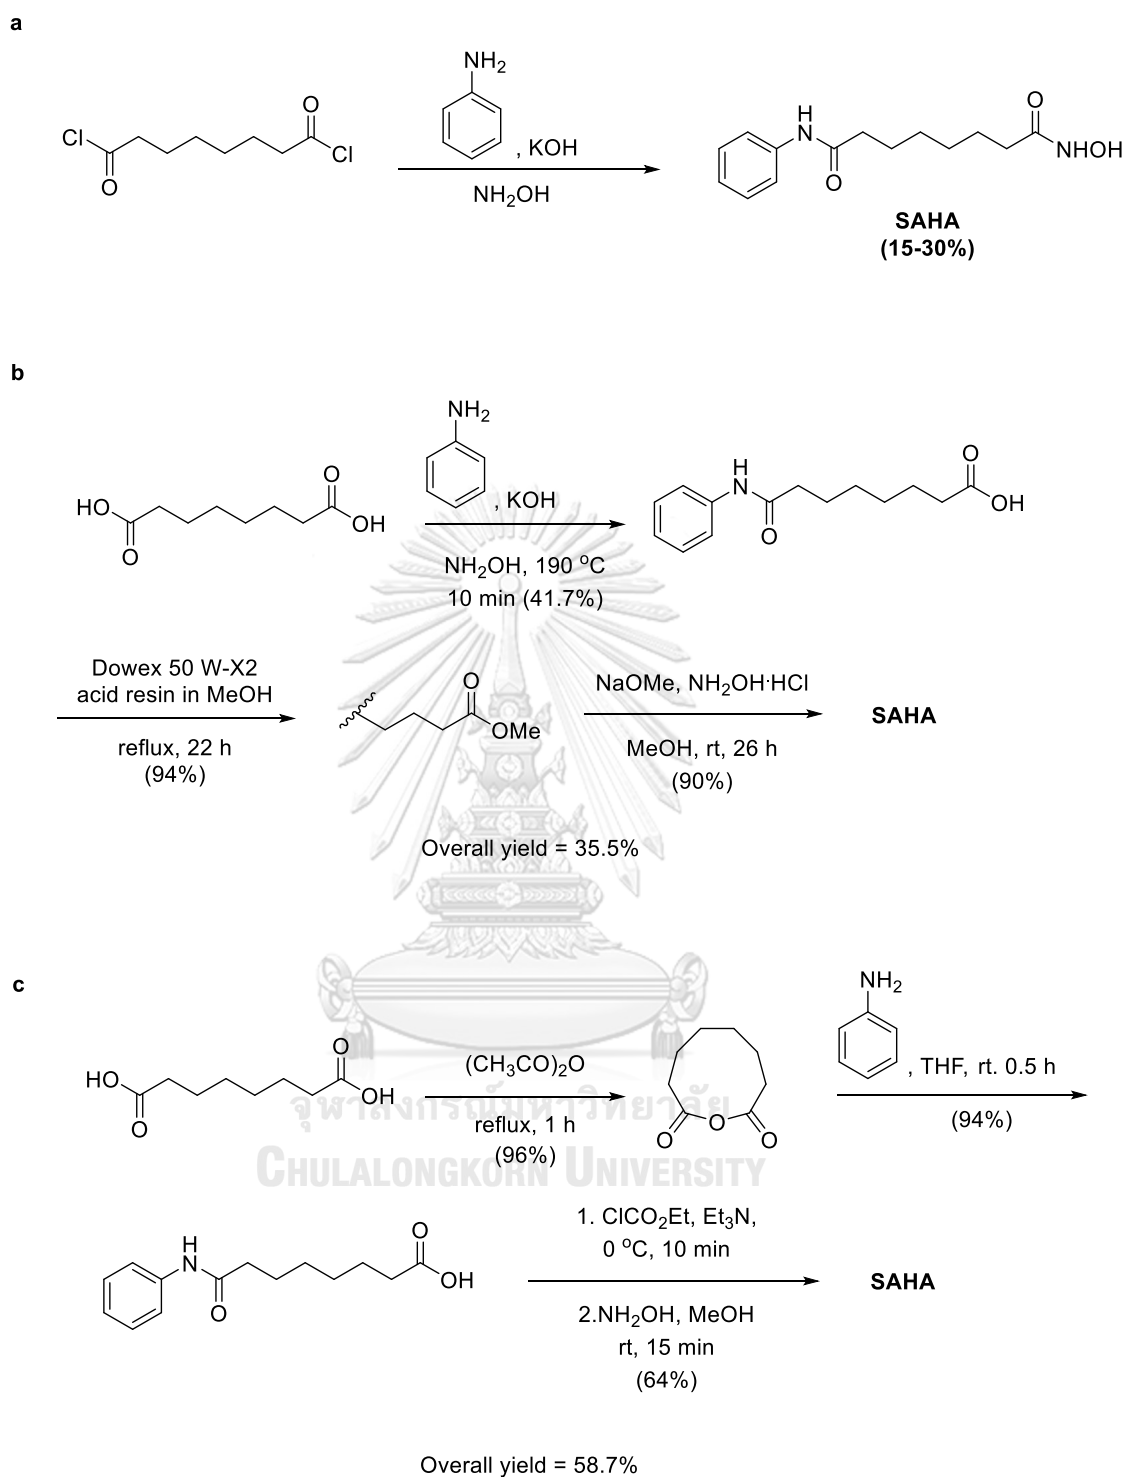 a
Cl
O
O
Cl
NH₂
, KOH
NH₂OH
H
N
O
O
NHOH
SAHA
(15-30%)
b
HO
O
O
OH
NH₂
, KOH
NH₂OH, 190 °C
10 min (41.7%)
H
N
O
O
OH
Dowex 50 W-X2
acid resin in MeOH
reflux, 22 h
(94%)
O
OMe
NaOMe, NH₂OH·HCl
MeOH, rt, 26 h
(90%)
SAHA
Overall yield = 35.5%
c
HO
O
O
OH
(CH₃CO)₂O
reflux, 1 h
(96%)
O
O
O
NH₂
, THF, rt. 0.5 h
(94%)
จุฬาลงกรณ์มหาวิทยาลัย
CHULALONGKORN UNIVERSITY
H
N
O
O
OH
1. ClCO₂Et, Et₃N,
0 °C, 10 min
2.NH₂OH, MeOH
rt, 15 min
(64%)
SAHA
Overall yield = 58.7%